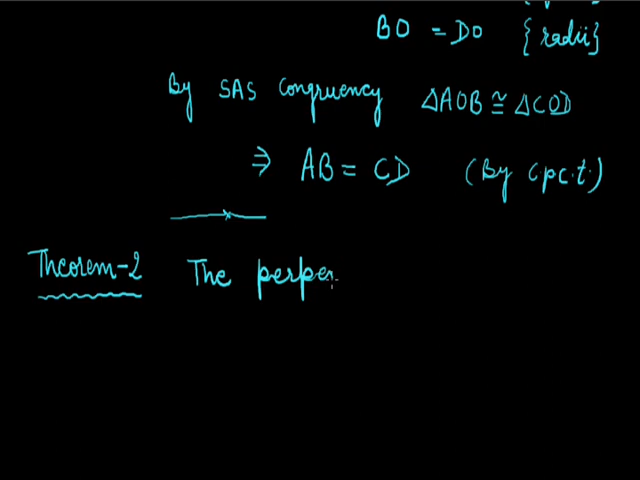 BO = DO {radii}
By SAS Congruency ΔAOB ≅ ΔCOD
⇒ AB = CD (By C.p.c.t.)
Theorem-2 The perpe